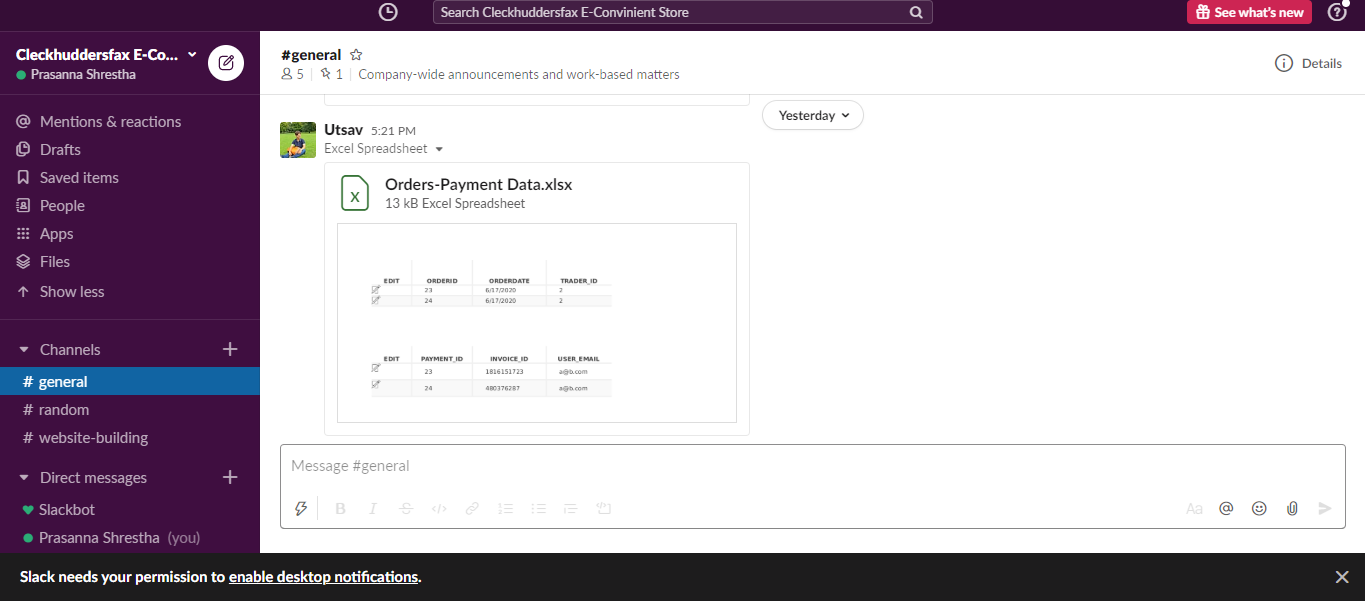 Search Cleckhuddersfax E-Convinient Store
See what's new
Cleckhuddersfax E-Co...
Prasanna Shrestha
Mentions & reactions
Drafts
Saved items
People
Apps
Files
Show less
Channels
# general
# random
# website-building
Direct messages
Slackbot
Prasanna Shrestha (you)
#general
5 | 1 | Company-wide announcements and work-based matters
Details
Yesterday
Utsav 5:21 PM
Excel Spreadsheet
X
Orders-Payment Data.xlsx
13 kB Excel Spreadsheet
EDIT ORDERID ORDERDATE TRADER_ID
23 6/17/2020 2
24 6/17/2020 2
EDIT PAYMENT_ID INVOICE_ID USER_EMAIL
23 1816151723 a@b.com
24 480376287 a@b.com
Message #general
B I S </> Aa @
Slack needs your permission to enable desktop notifications.